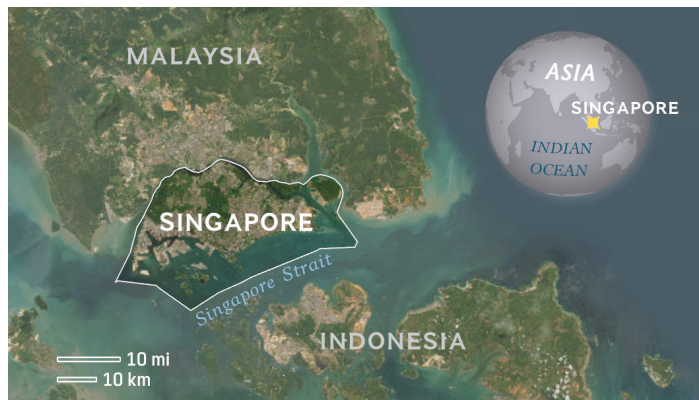 MALAYSIA
ASIA
SINGAPORE
INDIAN
OCEAN
SINGAPORE
Singapore Strait
INDONESIA
10 mi
10 km